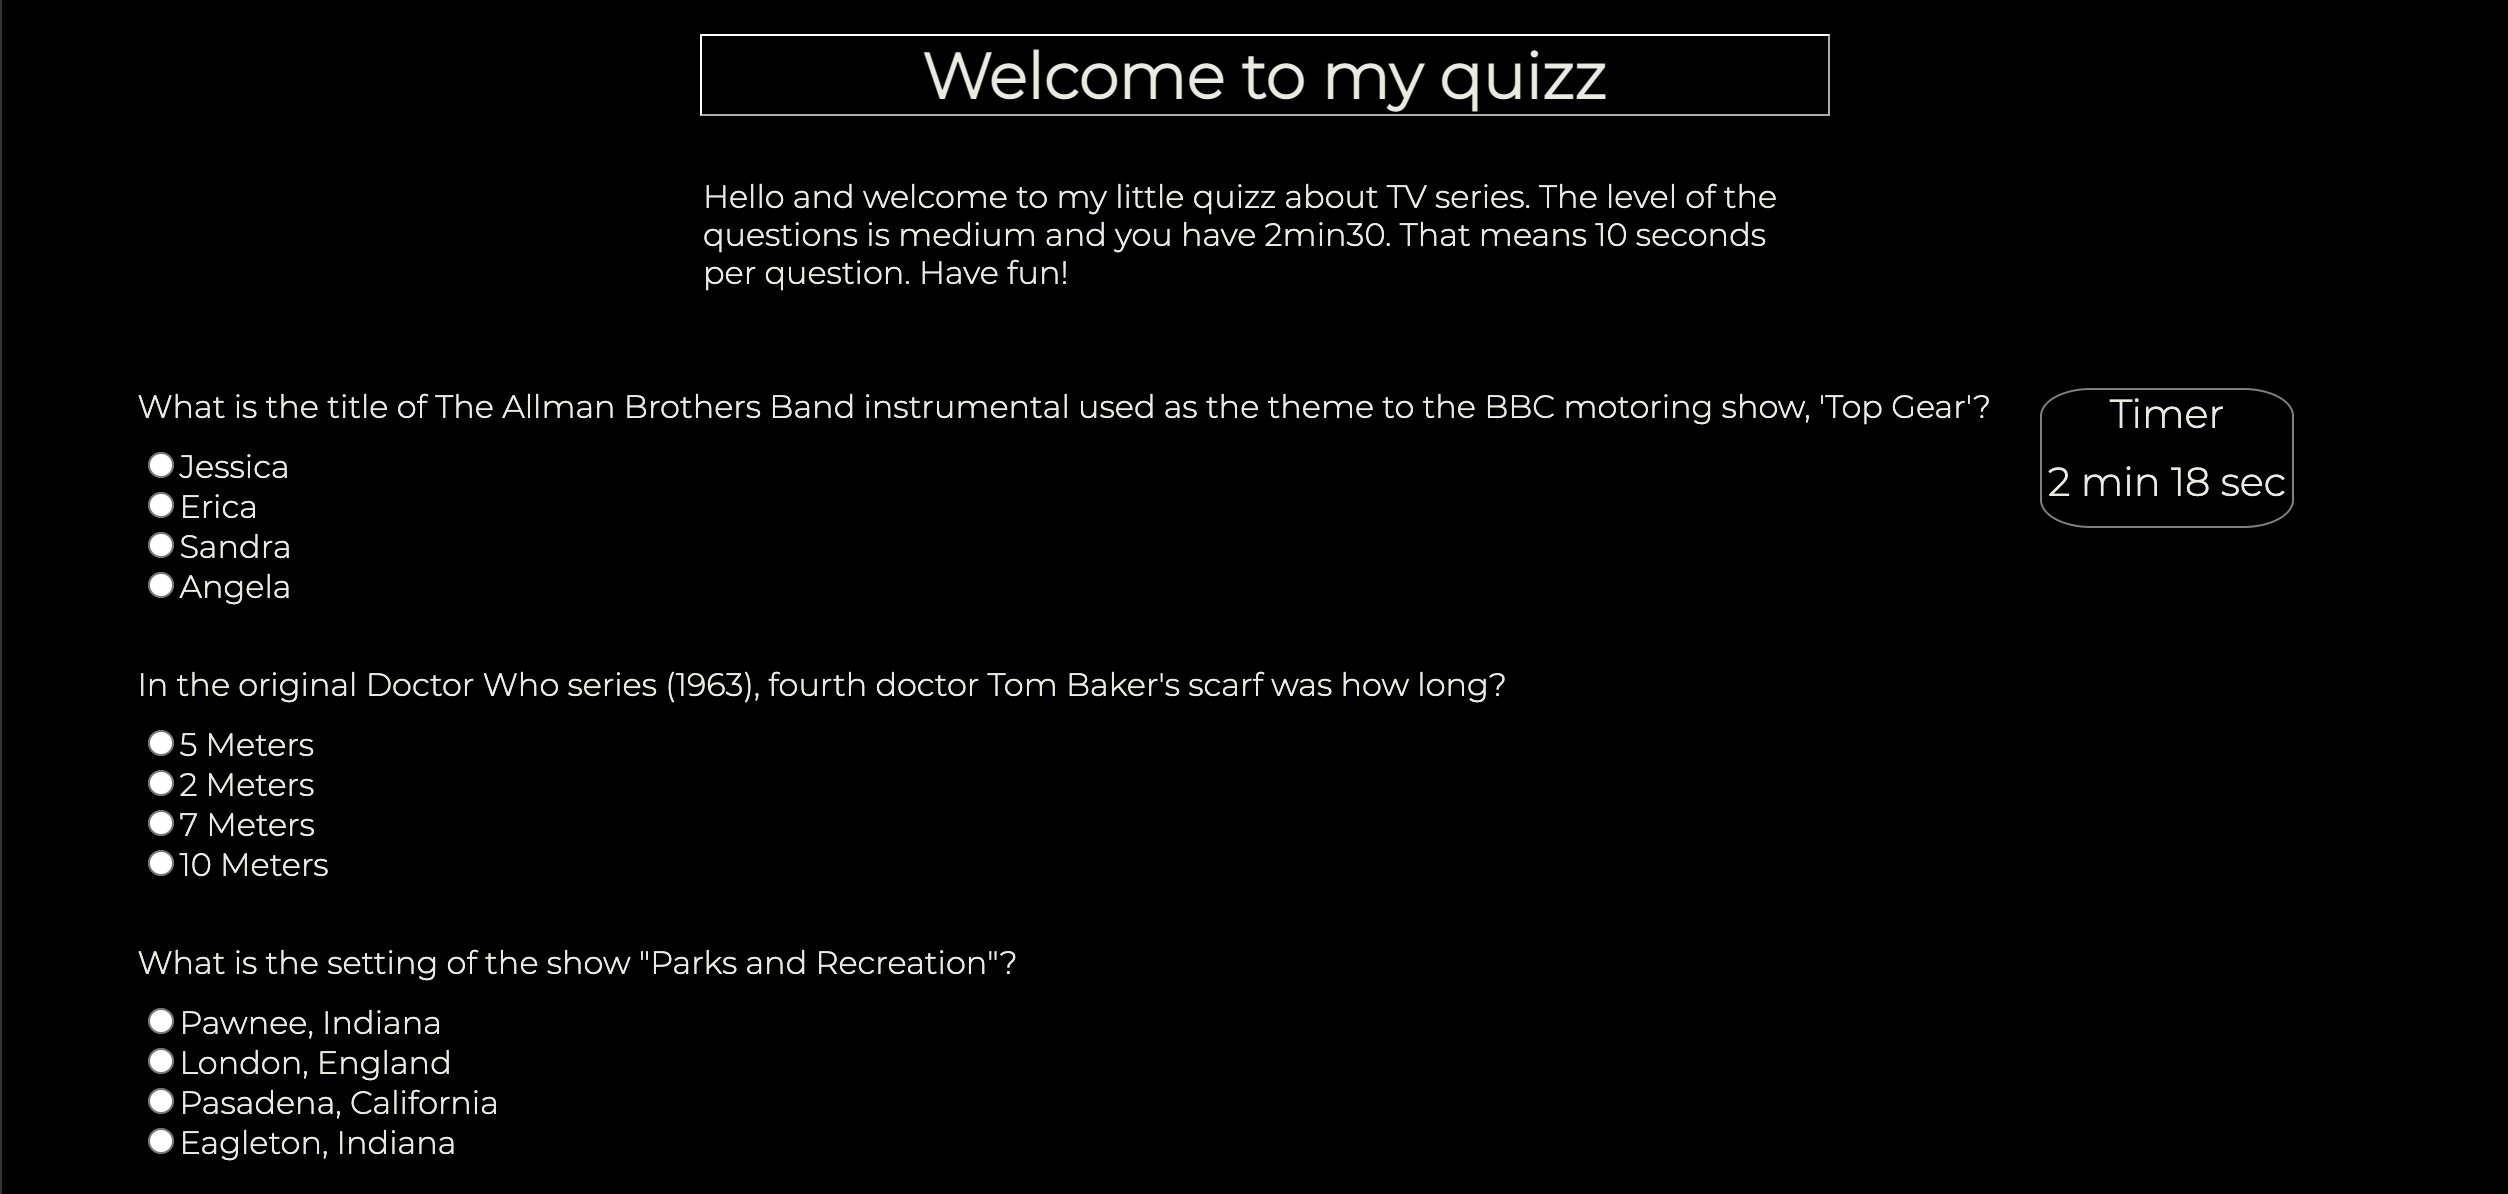 Welcome to my quizz
Hello and welcome to my little quizz about TV series. The level of the
questions is medium and you have 2min30. That means 10 seconds
per question. Have fun!
What is the title of The Allman Brothers Band instrumental used as the theme to the BBC motoring show, 'Top Gear'?
Jessica
Erica
Sandra
Angela
Timer
2 min 18 sec
In the original Doctor Who series (1963), fourth doctor Tom Baker's scarf was how long?
5 Meters
2 Meters
7 Meters
10 Meters
What is the setting of the show "Parks and Recreation"?
Pawnee, Indiana
London, England
Pasadena, California
Eagleton, Indiana